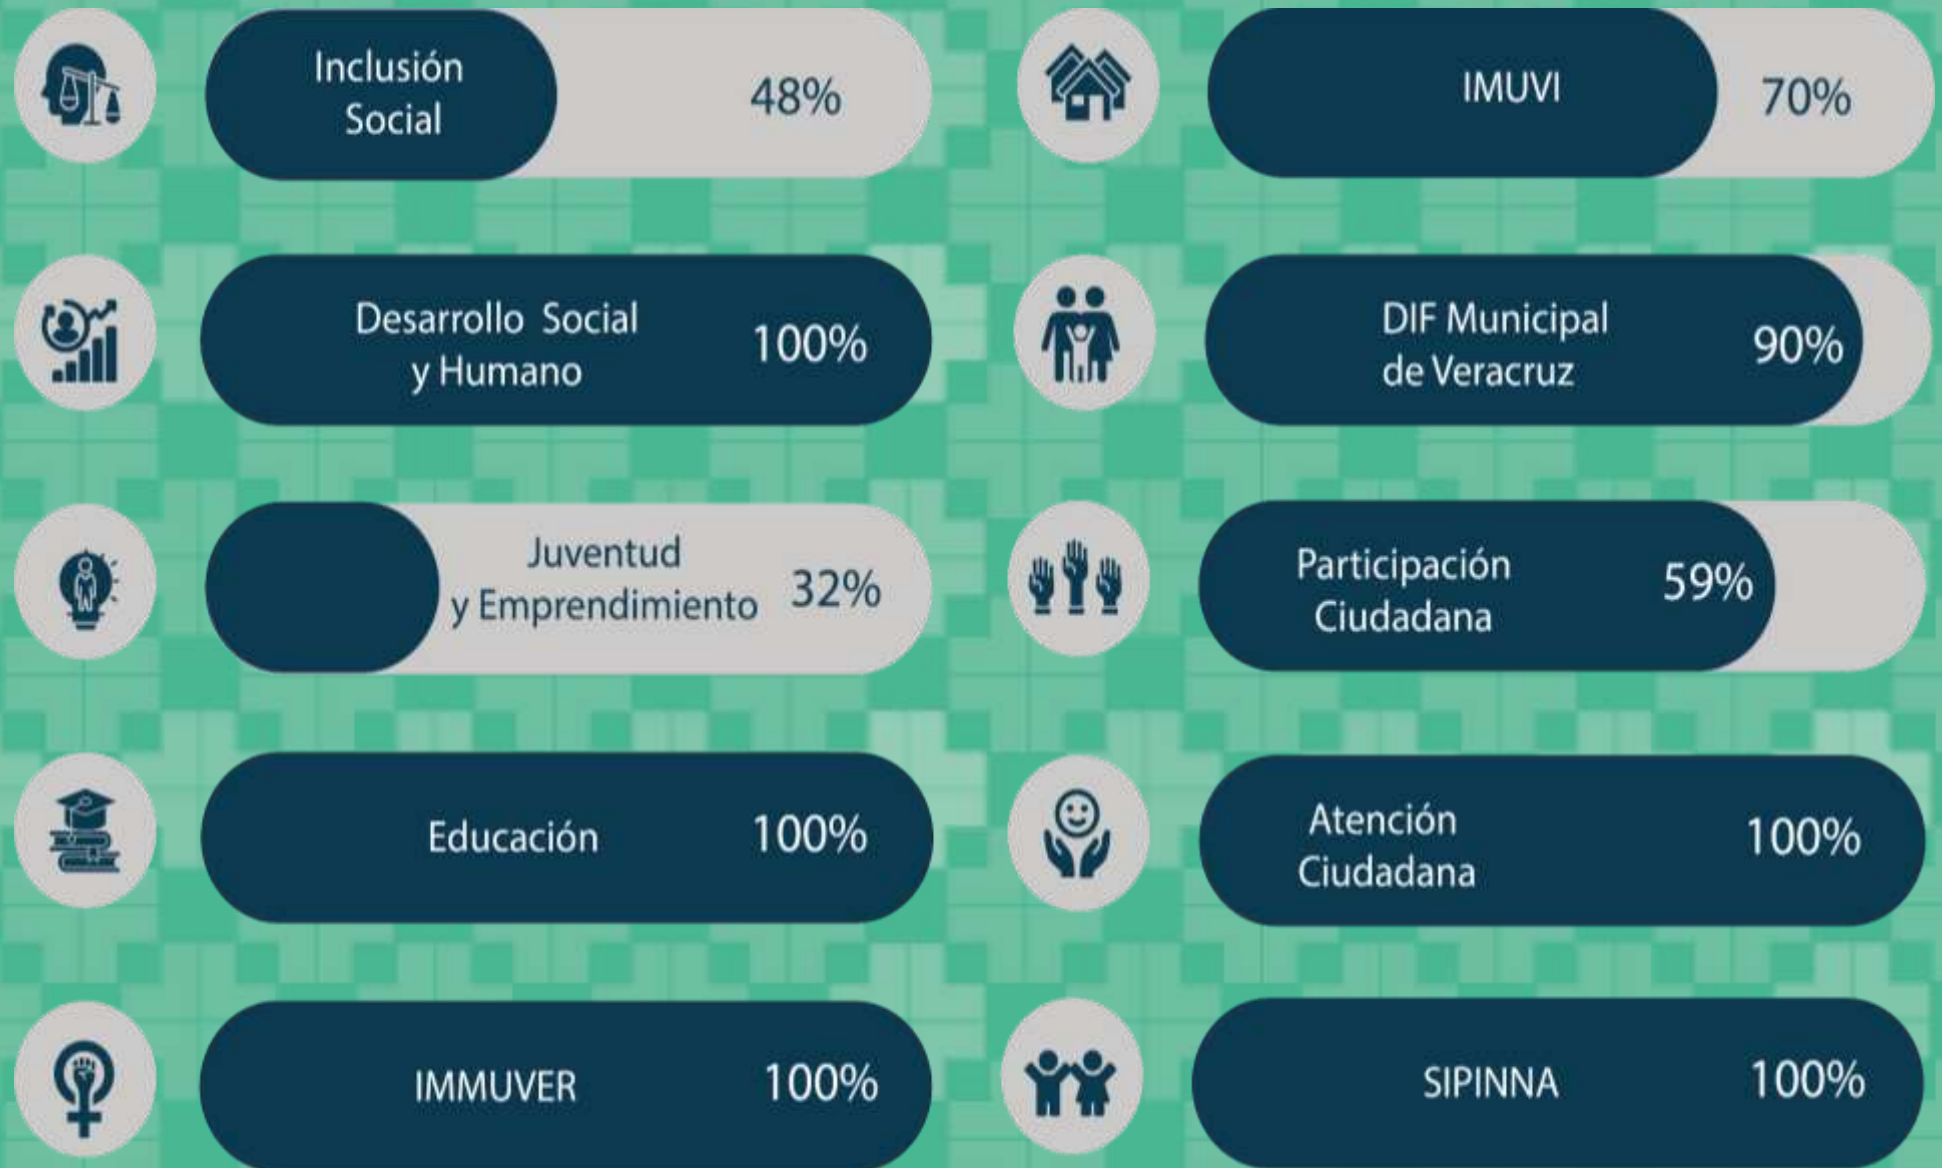 Inclusión
Social
48%
IMUVI
70%
Desarrollo Social
y Humano
100%
DIF Municipal
de Veracruz
90%
Juventud
y Emprendimiento
32%
Participación
Ciudadana
59%
Educación
100%
Atención
Ciudadana
100%
IMMUVER
100%
SIPINNA
100%